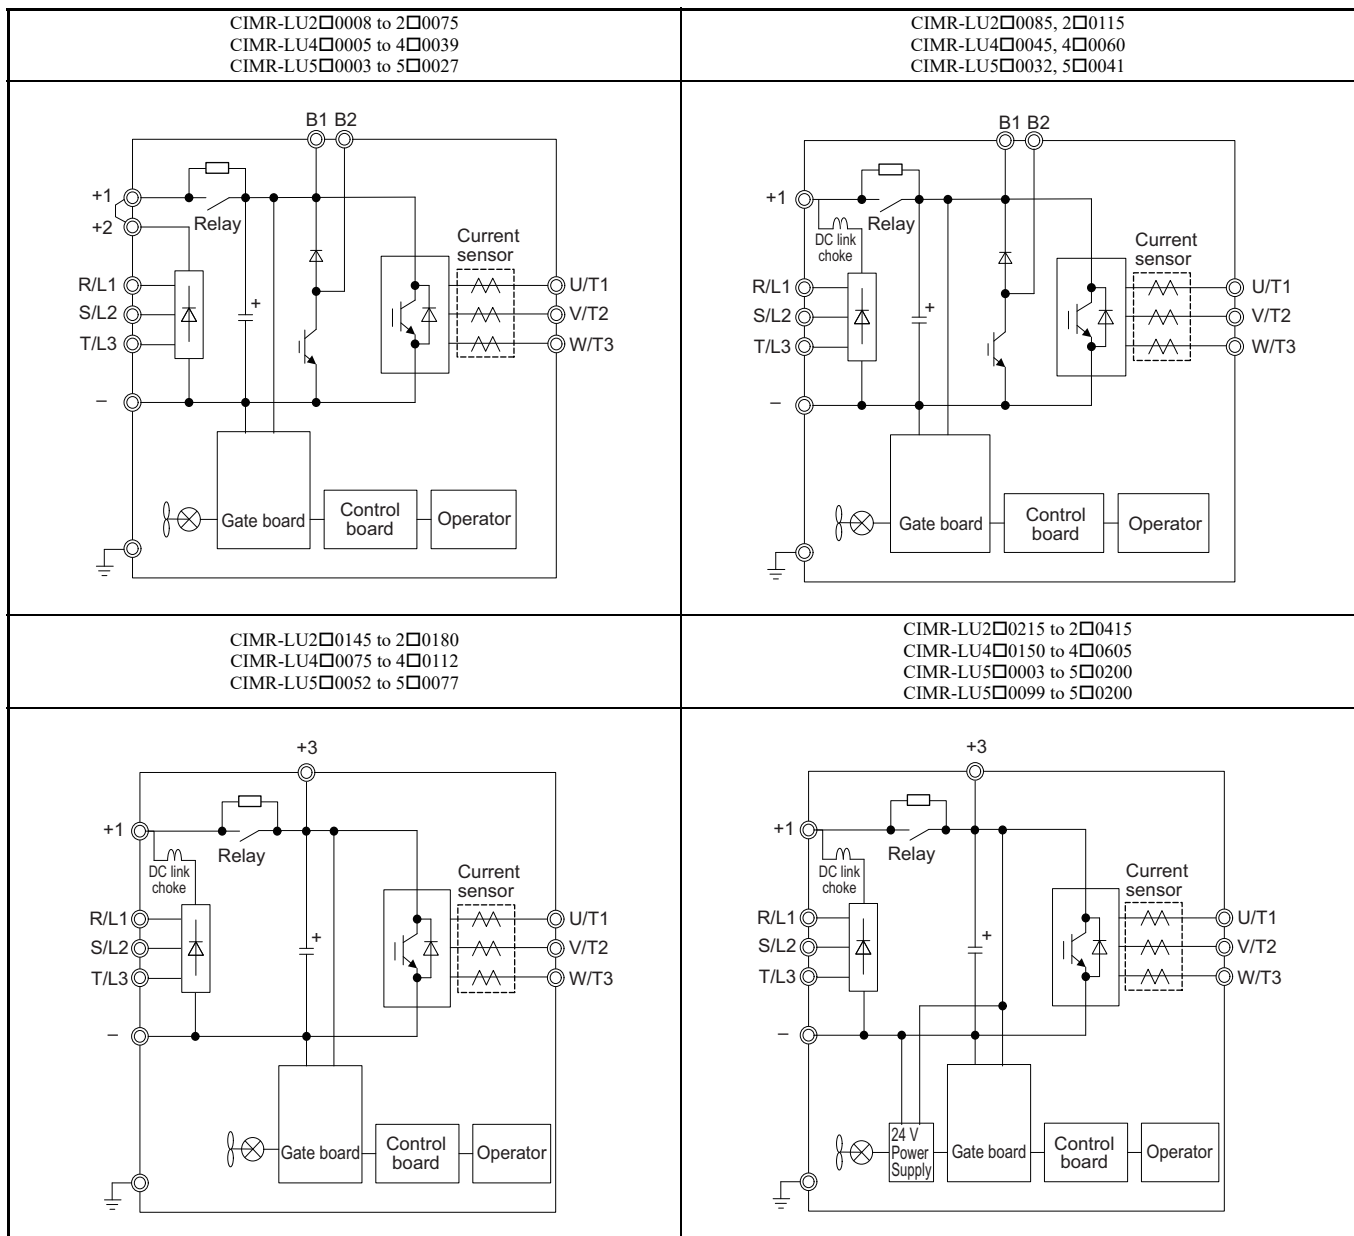 CIMR-LU2□0008 to 2□0075
CIMR-LU4□0005 to 4□0039
CIMR-LU5□0003 to 5□0027
B1 B2
+1
Relay
+2
Current
sensor
+
R/L1
S/L2
T/L3
U/T1
V/T2
W/T3
–
Gate board
Control
board
Operator
CIMR-LU2□0085, 2□0115
CIMR-LU4□0045, 4□0060
CIMR-LU5□0032, 5□0041
B1 B2
+1
Relay
DC link
choke
Current
sensor
+
R/L1
S/L2
T/L3
U/T1
V/T2
W/T3
–
Gate board
Control
board
Operator
CIMR-LU2□0145 to 2□0180
CIMR-LU4□0075 to 4□0112
CIMR-LU5□0052 to 5□0077
+3
+1
Relay
DC link
choke
Current
sensor
+
R/L1
S/L2
T/L3
U/T1
V/T2
W/T3
–
Gate board
Control
board
Operator
CIMR-LU2□0215 to 2□0415
CIMR-LU4□0150 to 4□0605
CIMR-LU5□0003 to 5□0200
CIMR-LU5□0099 to 5□0200
+3
+1
Relay
DC link
choke
Current
sensor
+
R/L1
S/L2
T/L3
U/T1
V/T2
W/T3
–
24 V
Power
Supply
Gate board
Control
board
Operator